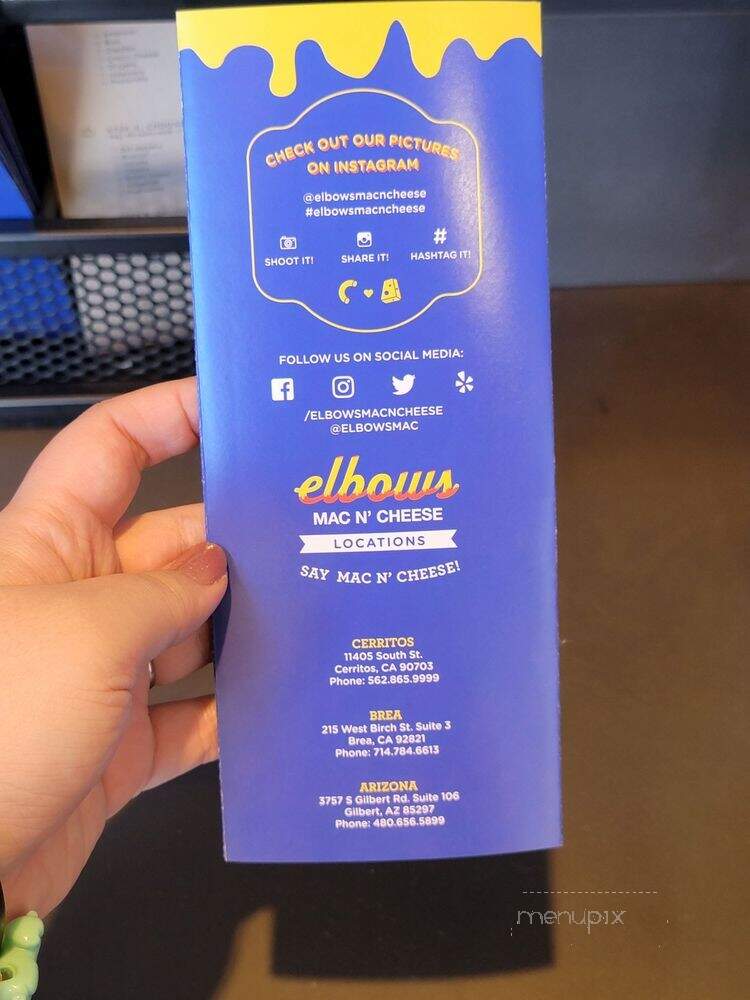 CHECK OUT OUR PICTURES
ON INSTAGRAM
@elbowsmacncheese
#elbowsmacncheese
#
SHOOT IT! SHARE IT! HASHTAG IT!
FOLLOW US ON SOCIAL MEDIA:
/ELBOWSMACNCHEESE
@ELBOWSMAC
elbows
MAC N' CHEESE
LOCATIONS
SAY MAC N' CHEESE!
CERRITOS
11405 South St.
Cerritos, CA 90703
Phone: 562.865.9999
BREA
215 West Birch St. Suite 3
Brea, CA 92821
Phone: 714.784.6613
ARIZONA
3757 S Gilbert Rd. Suite 106
Gilbert, AZ 85297
Phone: 480.656.5899
menupix